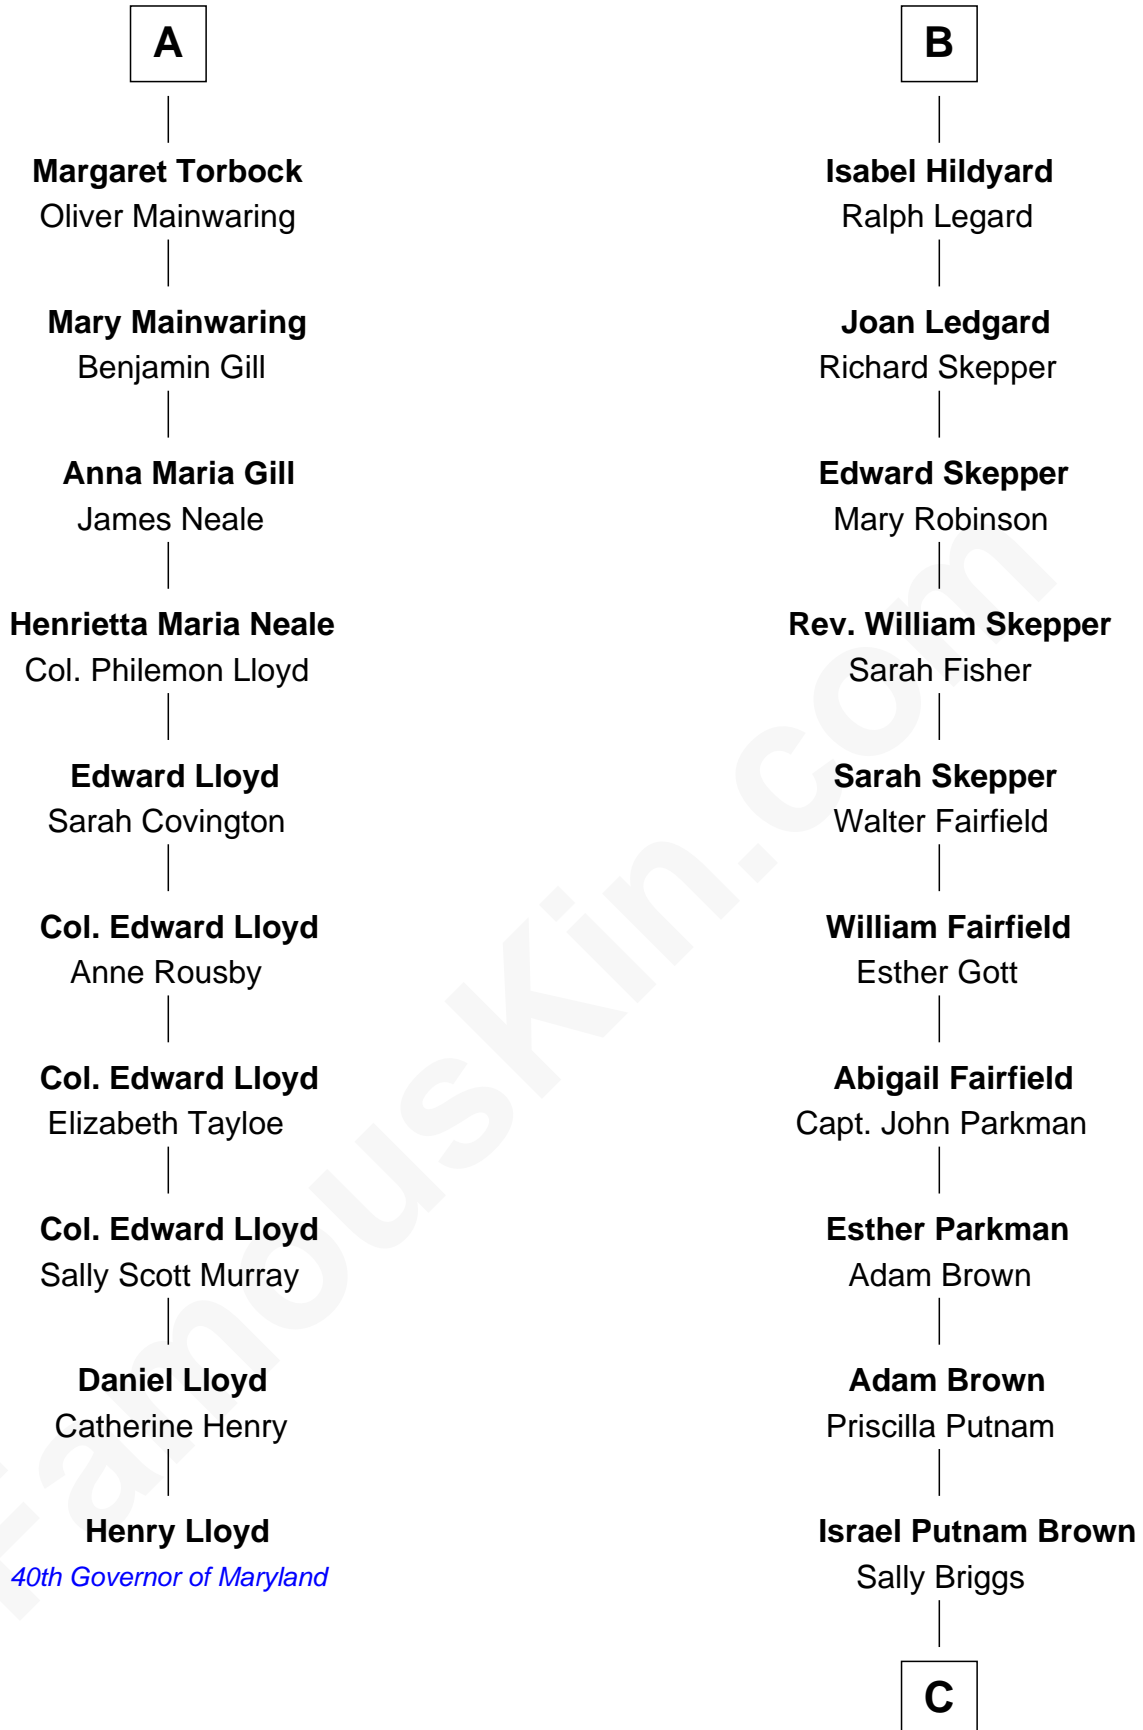 A
Margaret Torbock
Oliver Mainwaring
Mary Mainwaring
Benjamin Gill
Anna Maria Gill
James Neale
Henrietta Maria Neale
Col. Philemon Lloyd
Edward Lloyd
Sarah Covington
Col. Edward Lloyd
Anne Rousby
Col. Edward Lloyd
Elizabeth Tayloe
Col. Edward Lloyd
Sally Scott Murray
Daniel Lloyd
Catherine Henry
Henry Lloyd
40th Governor of Maryland
B
Isabel Hildyard
Ralph Legard
Joan Ledgard
Richard Skepper
Edward Skepper
Mary Robinson
Rev. William Skepper
Sarah Fisher
Sarah Skepper
Walter Fairfield
William Fairfield
Esther Gott
Abigail Fairfield
Capt. John Parkman
Esther Parkman
Adam Brown
Adam Brown
Priscilla Putnam
Israel Putnam Brown
Sally Briggs
C
FamousKin.com